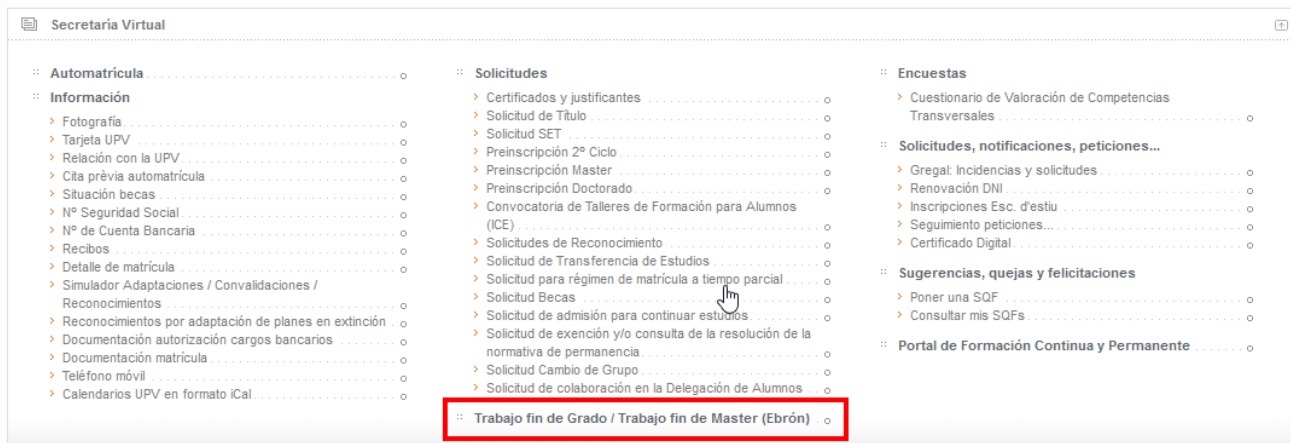 Secretaría Virtual
Automatrícula
Información
Fotografía
Tarjeta UPV
Relación con la UPV
Cita prèvia automatrícula
Situación becas
Nº Seguridad Social
Nº de Cuenta Bancaria
Recibos
Detalle de matrícula
Simulador Adaptaciones / Convalidaciones /
Reconocimientos
Reconocimientos por adaptación de planes en extinción
Documentación autorización cargos bancarios
Documentación matrícula
Teléfono móvil
Calendarios UPV en formato iCal
Solicitudes
Certificados y justificantes
Solicitud de Título
Solicitud SET
Preinscripción 2º Ciclo
Preinscripción Master
Preinscripción Doctorado
Convocatoria de Talleres de Formación para Alumnos
(ICE)
Solicitudes de Reconocimiento
Solicitud de Transferencia de Estudios
Solicitud para régimen de matrícula a tiempo parcial
Solicitud Becas
Solicitud de admisión para continuar estudios
Solicitud de exención y/o consulta de la resolución de la
normativa de permanencia
Solicitud Cambio de Grupo
Solicitud de colaboración en la Delegación de Alumnos
Trabajo fin de Grado / Trabajo fin de Master (Ebrón)
Encuestas
Cuestionario de Valoración de Competencias
Transversales
Solicitudes, notificaciones, peticiones...
Gregal: Incidencias y solicitudes
Renovación DNI
Inscripciones Esc. d'estiu
Seguimiento peticiones...
Certificado Digital
Sugerencias, quejas y felicitaciones
Poner una SQF
Consultar mis SQFs
Portal de Formación Continua y Permanente